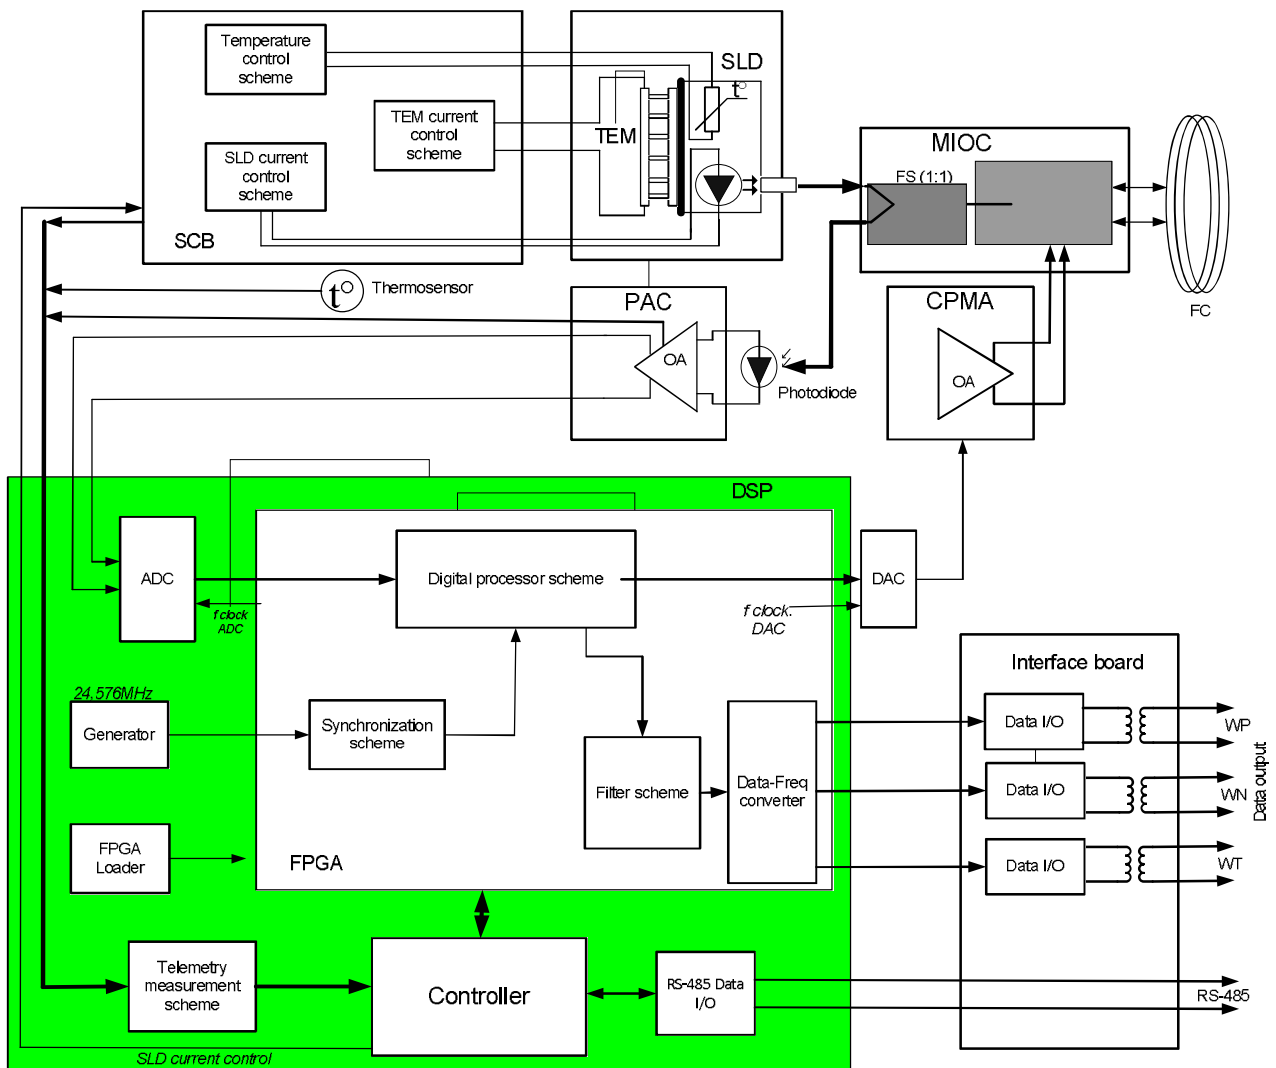 Temperature
control
scheme
TEM current
control
scheme
SLD current
control
scheme
SCB
SLD
t°
TEM
MIOC
FS (1:1)
FC
t°
Thermosensor
PAC
OA
Photodiode
CPMA
OA
DSP
ADC
Digital processor scheme
DAC
f clock
ADC
f clock.
DAC
24,576MHz
Generator
Synchronization
scheme
Filter scheme
Data-Freq
converter
FPGA
Loader
FPGA
Interface board
Data I/O
WP
Data I/O
WN
Data output
Data I/O
WT
Telemetry
measurement
scheme
Controller
RS-485 Data
I/O
RS-485
SLD current control